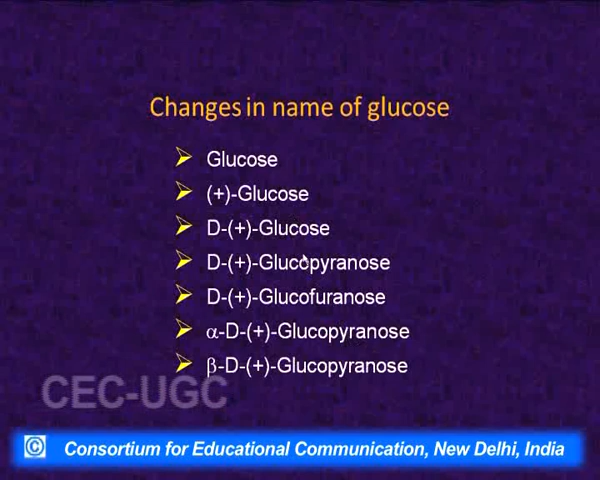 Changes in name of glucose
Glucose
(+)-Glucose
D-(+)-Glucose
D-(+)-Glucopyranose
D-(+)-Glucofuranose
α-D-(+)-Glucopyranose
β-D-(+)-Glucopyranose
CEC-UGC
© Consortium for Educational Communication, New Delhi, India